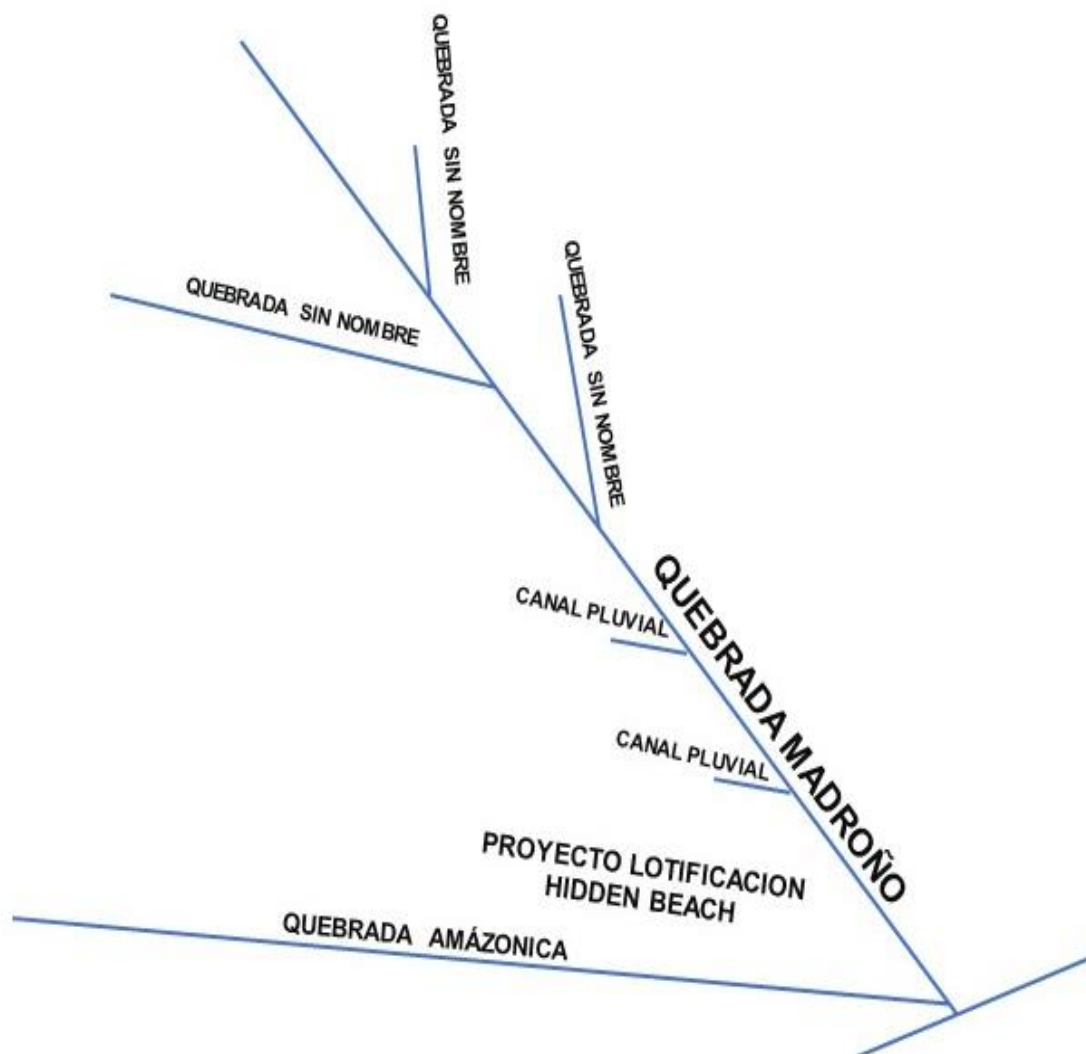 QUEBRADA SIN NOMBRE
QUEBRADA SIN NOMBRE
QUEBRADA SIN NOMBRE
QUEBRADA MADROÑO
CANAL PLUVIAL
CANAL PLUVIAL
PROYECTO LOTIFICACION
HIDDEN BEACH
QUEBRADA AMÁZONICA